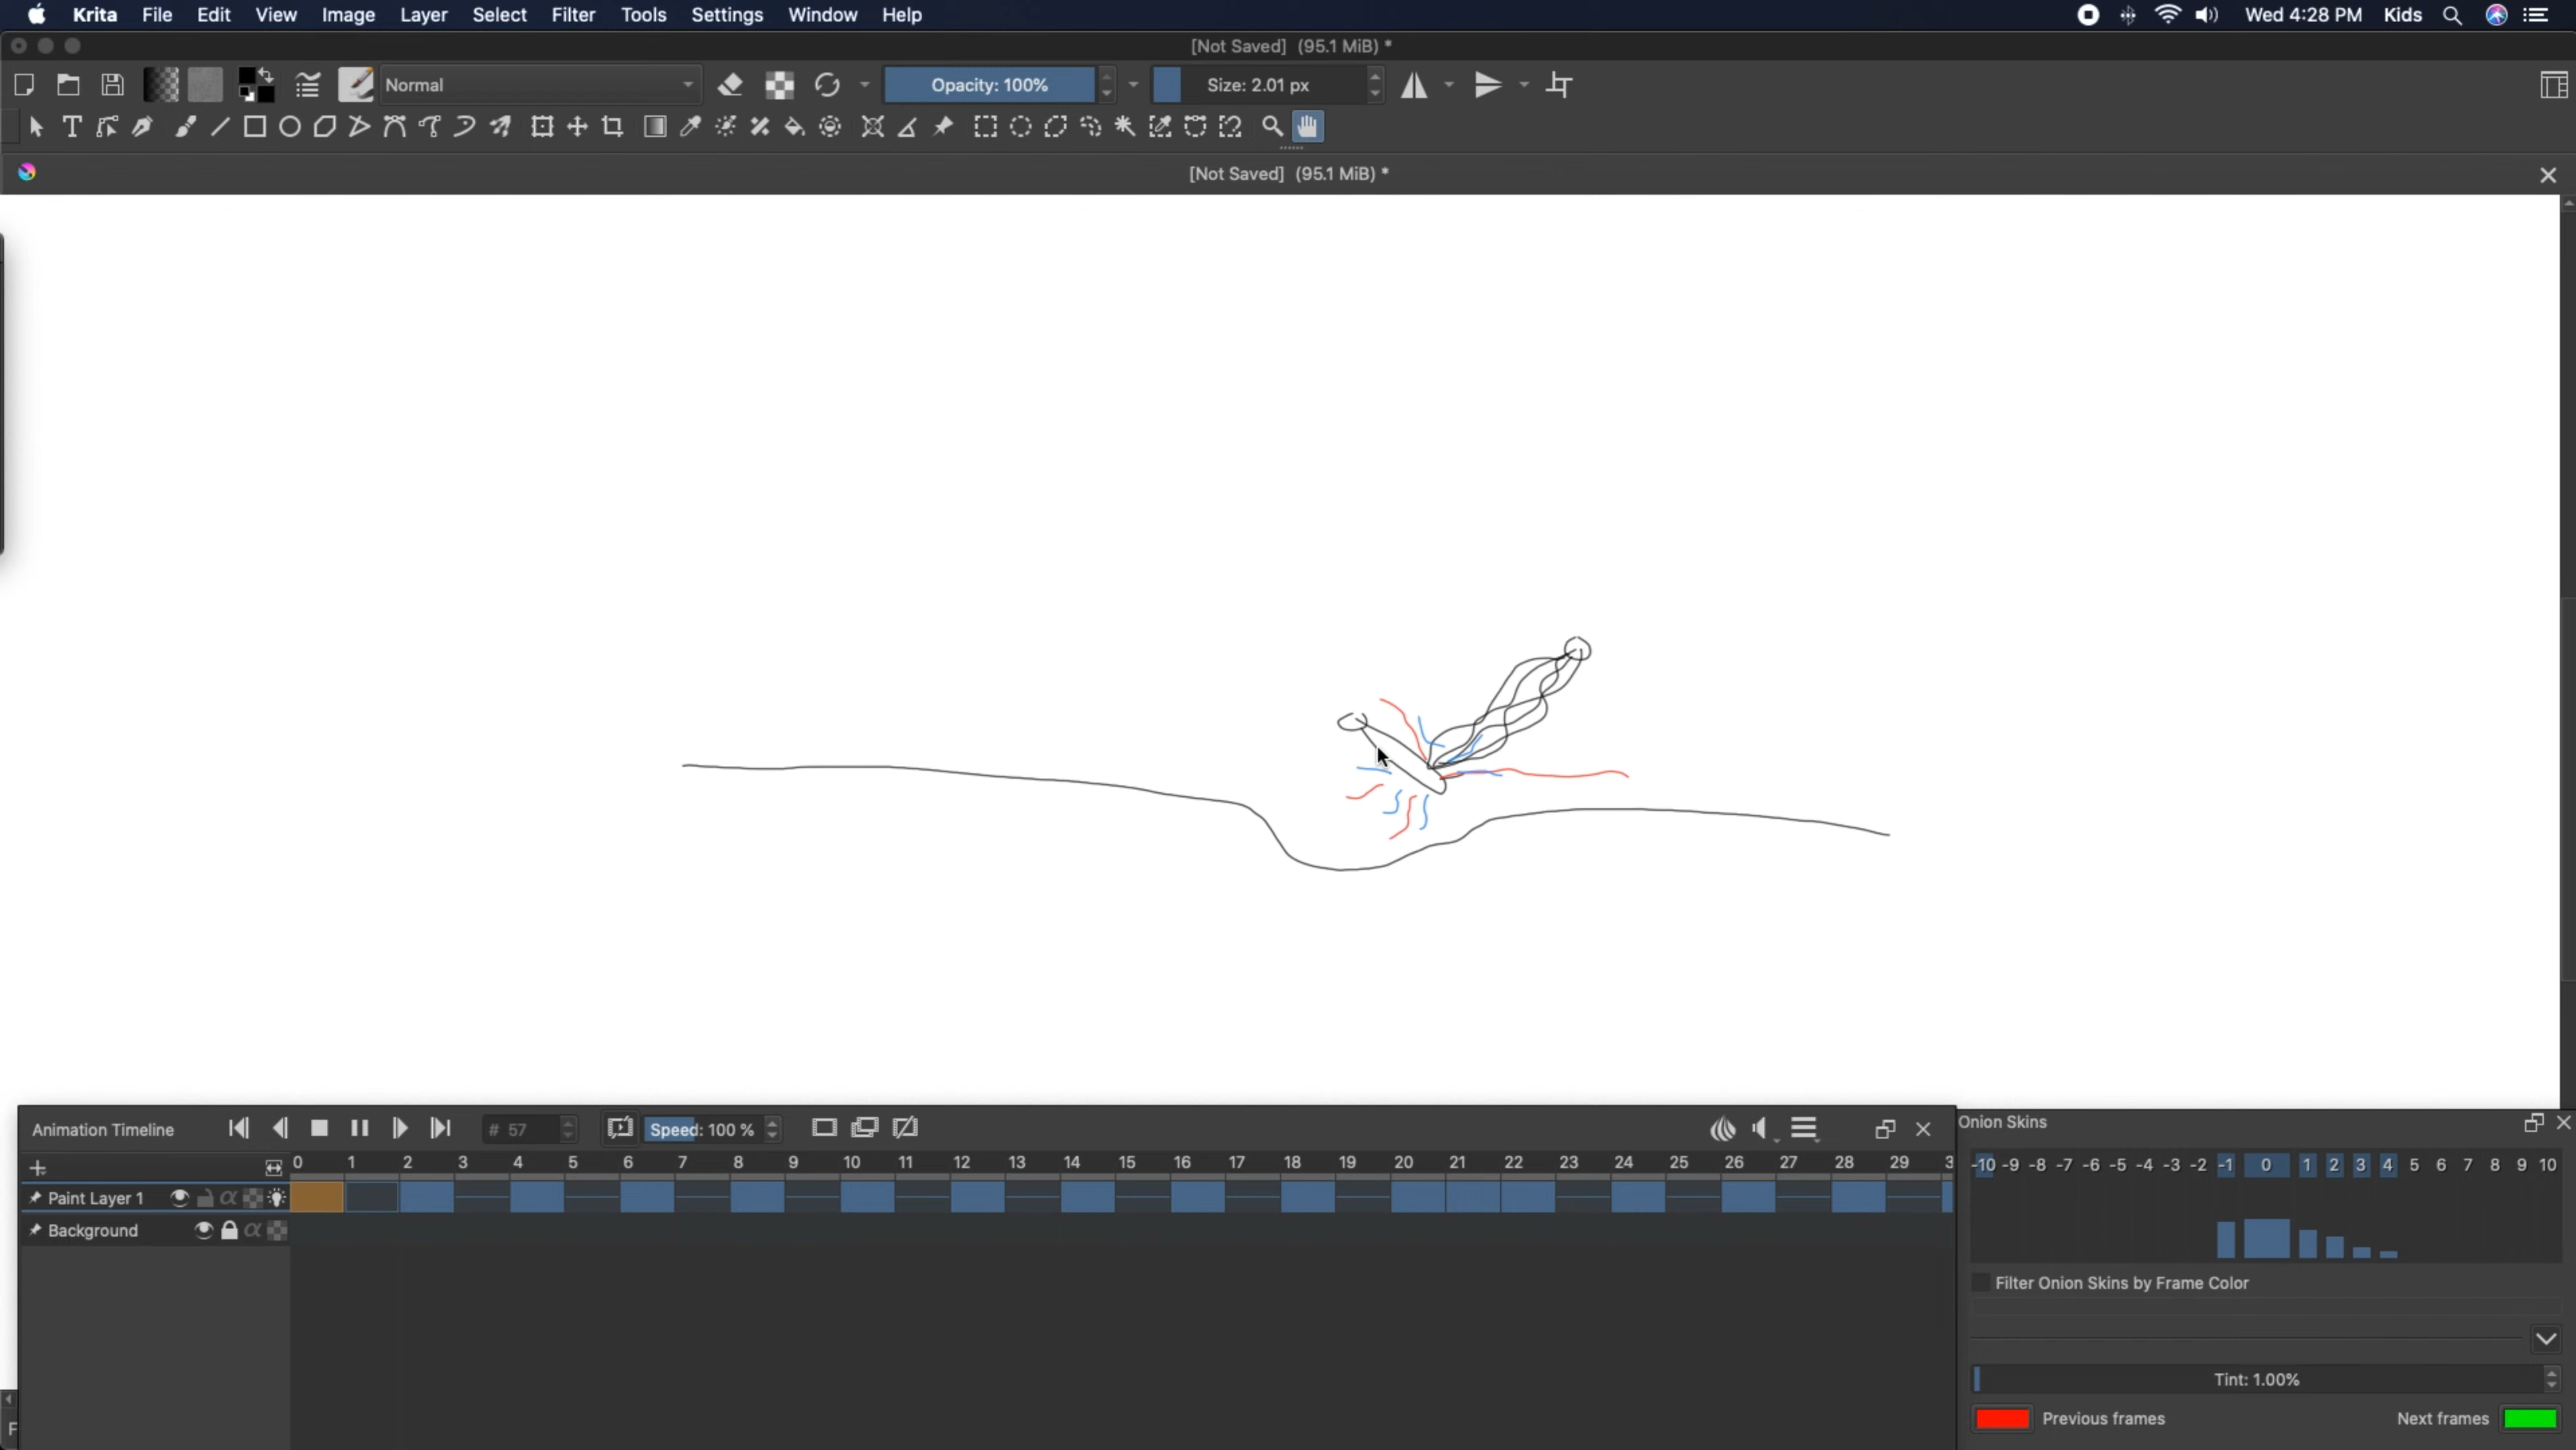 Krita File Edit View Image Layer Select Filter Tools Settings Window Help Wed 4:28 PM Kids
[Not Saved] (95.1 MiB) *
Normal Opacity: 100% Size: 2.01 px
[Not Saved] (95.1 MiB) *
Animation Timeline # 57 Speed: 100 %
0 1 2 3 4 5 6 7 8 9 10 11 12 13 14 15 16 17 18 19 20 21 22 23 24 25 26 27 28 29 3
Paint Layer 1
Background
Onion Skins
-10 -9 -8 -7 -6 -5 -4 -3 -2 -1 0 1 2 3 4 5 6 7 8 9 10
Filter Onion Skins by Frame Color
Tint: 1.00%
Previous frames Next frames
F